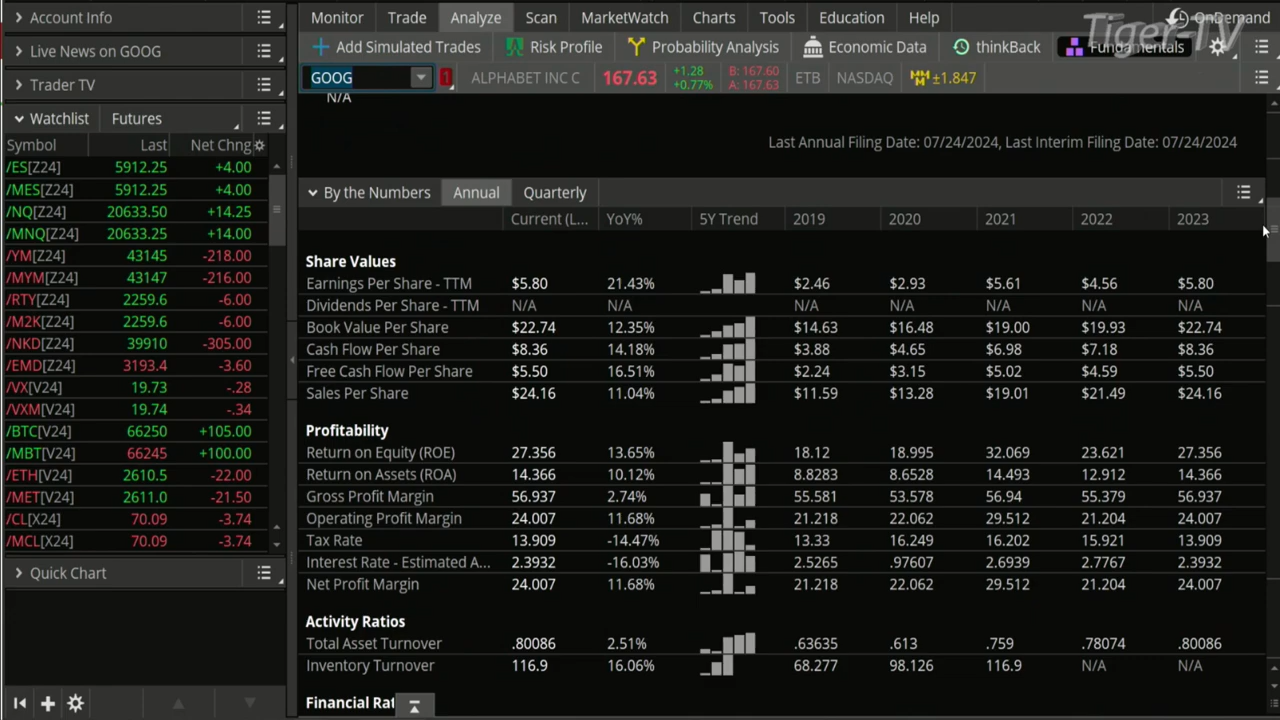 Account Info
Live News on GOOG
Trader TV
Watchlist Futures
Symbol Last Net Chng
/ES[Z24] 5912.25 +4.00
/MES[Z24] 5912.25 +4.00
/NQ[Z24] 20633.50 +14.25
/MNQ[Z24] 20633.25 +14.00
/YM[Z24] 43145 -218.00
/MYM[Z24] 43147 -216.00
/RTY[Z24] 2259.6 -6.00
/M2K[Z24] 2259.6 -6.00
/NKD[Z24] 39910 -305.00
/EMD[Z24] 3193.4 -3.60
/VX[V24] 19.73 -.28
/VXM[V24] 19.74 -.34
/BTC[V24] 66250 +105.00
/MBT[V24] 66245 +100.00
/ETH[V24] 2610.5 -22.00
/MET[V24] 2611.0 -21.50
/CL[X24] 70.09 -3.74
/MCL[X24] 70.09 -3.74
Quick Chart
Monitor Trade Analyze Scan MarketWatch Charts Tools Education Help OnDemand
Tiger-TV
Add Simulated Trades Risk Profile Probability Analysis Economic Data thinkBack Fundamentals
GOOG 1 ALPHABET INC C 167.63 +1.28 +0.77% B: 167.60 A: 167.63 ETB NASDAQ MM ±1.847
N/A
Last Annual Filing Date: 07/24/2024, Last Interim Filing Date: 07/24/2024
By the Numbers Annual Quarterly
Current (L... YoY% 5Y Trend 2019 2020 2021 2022 2023
Share Values
Earnings Per Share - TTM $5.80 21.43% $2.46 $2.93 $5.61 $4.56 $5.80
Dividends Per Share - TTM N/A N/A N/A N/A N/A N/A N/A
Book Value Per Share $22.74 12.35% $14.63 $16.48 $19.00 $19.93 $22.74
Cash Flow Per Share $8.36 14.18% $3.88 $4.65 $6.98 $7.18 $8.36
Free Cash Flow Per Share $5.50 16.51% $2.24 $3.15 $5.02 $4.59 $5.50
Sales Per Share $24.16 11.04% $11.59 $13.28 $19.01 $21.49 $24.16
Profitability
Return on Equity (ROE) 27.356 13.65% 18.12 18.995 32.069 23.621 27.356
Return on Assets (ROA) 14.366 10.12% 8.8283 8.6528 14.493 12.912 14.366
Gross Profit Margin 56.937 2.74% 55.581 53.578 56.94 55.379 56.937
Operating Profit Margin 24.007 11.68% 21.218 22.062 29.512 21.204 24.007
Tax Rate 13.909 -14.47% 13.33 16.249 16.202 15.921 13.909
Interest Rate - Estimated A... 2.3932 -16.03% 2.5265 .97607 2.6939 2.7767 2.3932
Net Profit Margin 24.007 11.68% 21.218 22.062 29.512 21.204 24.007
Activity Ratios
Total Asset Turnover .80086 2.51% .63635 .613 .759 .78074 .80086
Inventory Turnover 116.9 16.06% 68.277 98.126 116.9 N/A N/A
Financial Rat